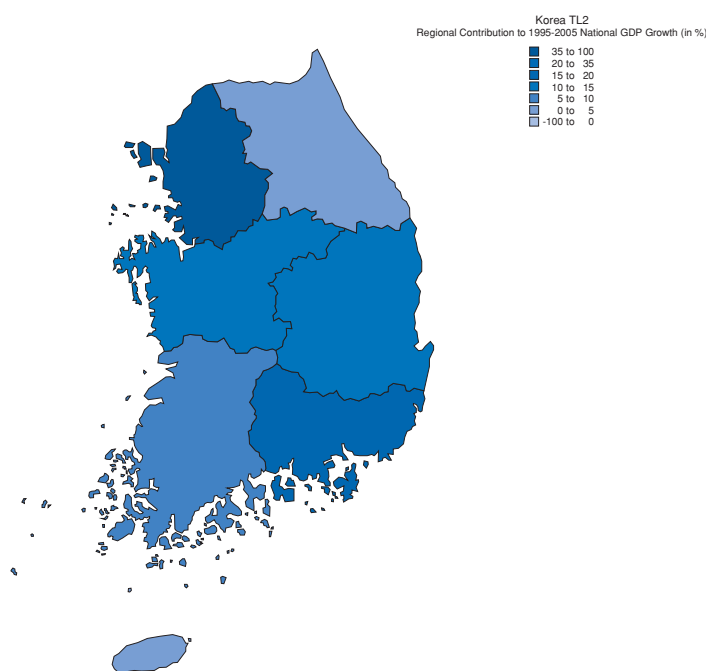 Korea TL2
Regional Contribution to 1995-2005 National GDP Growth (in %)
35 to 100
20 to 35
15 to 20
10 to 15
5 to 10
0 to 5
-100 to 0